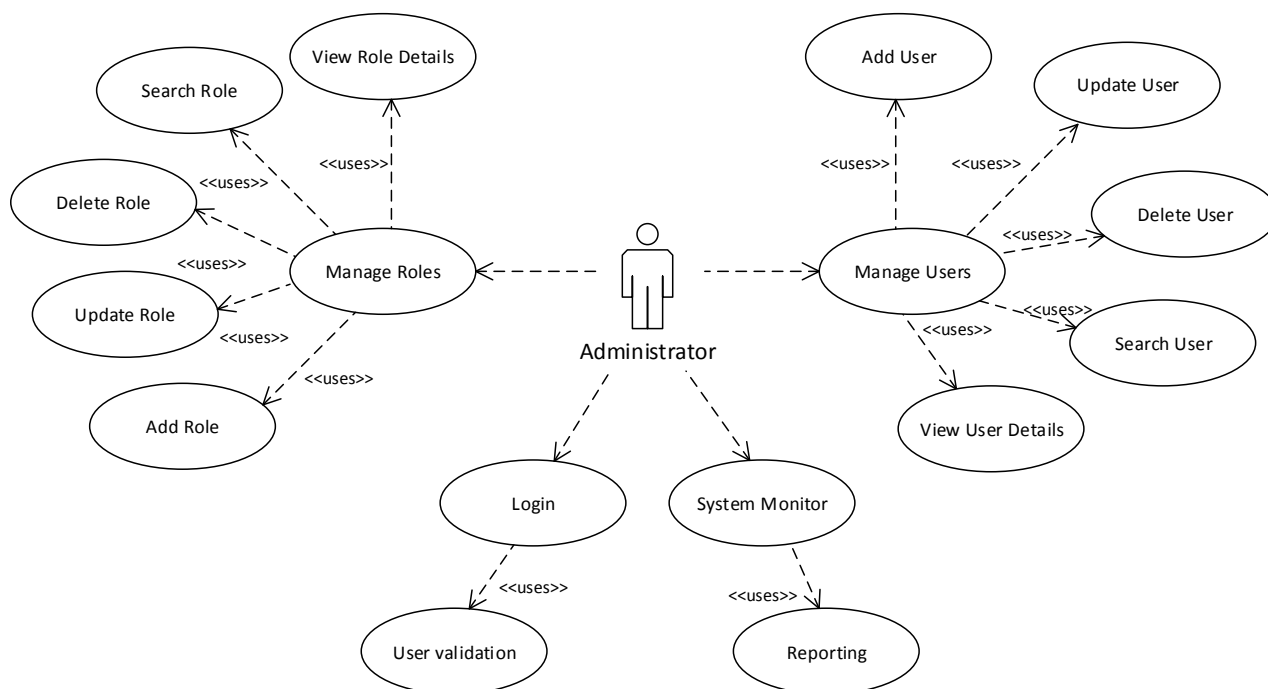 View Role Details
Add User
Search Role
Update User
<<uses>>
<<uses>>
<<uses>>
<<uses>>
Delete Role
Delete User
<<uses>>
<<uses>>
Manage Roles
Manage Users
Update Role
<<uses>>
<<uses>>
<<uses>>
Search User
Administrator
<<uses>>
Add Role
View User Details
Login
System Monitor
<<uses>>
<<uses>>
User validation
Reporting